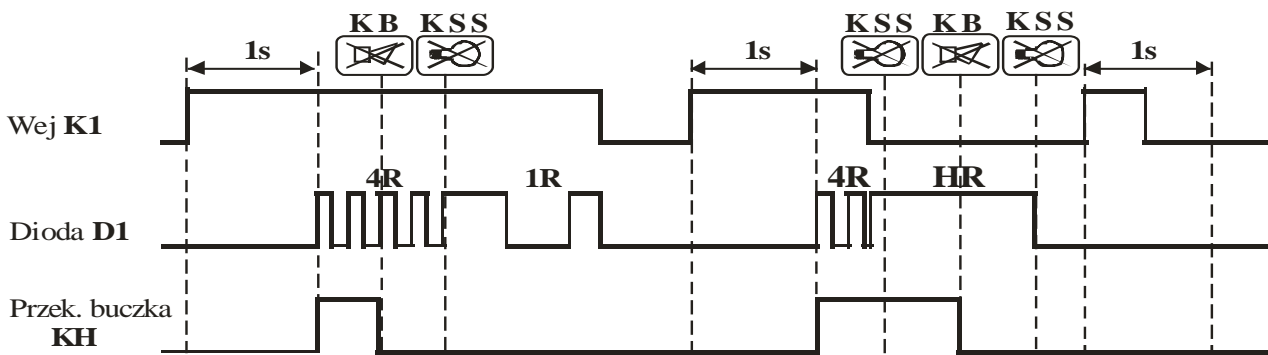 KB KSS KSS KB KSS
1s 1s 1s
Wej K1
4R 1R 4R HR
Dioda D1
Przek. buczka
KH